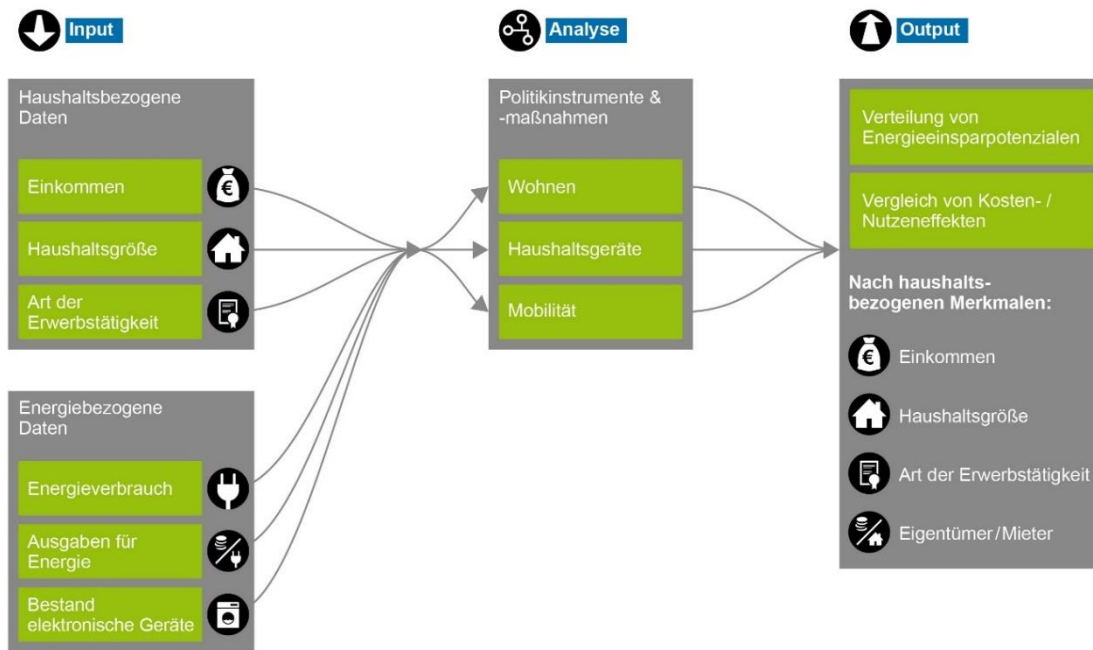 Input
Haushaltsbezogene
Daten
Einkommen
€
Haushaltsgröße
Art der
Erwerbstätigkeit
Energiebezogene
Daten
Energieverbrauch
Ausgaben für
Energie
Bestand
elektronische Geräte
Analyse
Politikinstrumente &
-maßnahmen
Wohnen
Haushaltsgeräte
Mobilität
Output
Verteilung von
Energieeinsparpotenzialen
Vergleich von Kosten- /
Nutzeneffekten
Nach haushalts-
bezogenen Merkmalen:
€
Einkommen
Haushaltsgröße
Art der Erwerbstätigkeit
Eigentümer/Mieter